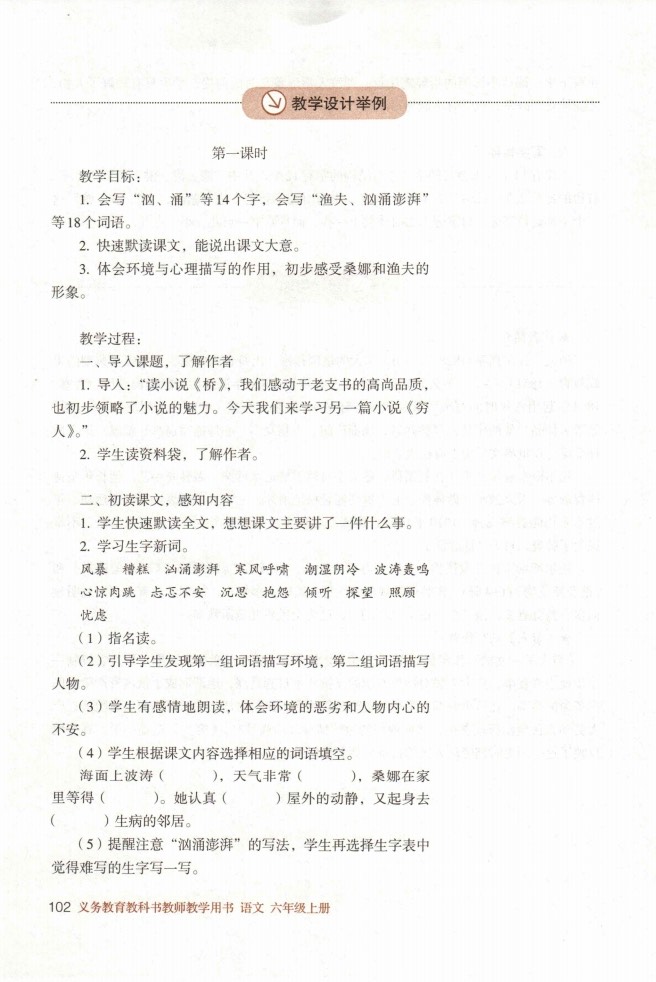 教学设计举例
第一课时
教学目标：
1. 会写“汹、涌”等14个字，会写“渔夫、汹涌澎湃”
等18个词语。
2. 快速默读课文，能说出课文大意。
3. 体会环境与心理描写的作用，初步感受桑娜和渔夫的
形象。
教学过程：
一、导入课题，了解作者
1. 导入：“读小说《桥》，我们感动于老支书的高尚品质，
也初步领略了小说的魅力。今天我们来学习另一篇小说《穷
人》。”
2. 学生读资料袋，了解作者。
二、初读课文，感知内容
1. 学生快速默读全文，想想课文主要讲了一件什么事。
2. 学习生字新词。
风暴 糟糕 汹涌澎湃 寒风呼啸 潮湿阴冷 波涛轰鸣
心惊肉跳 忐忑不安 沉思 抱怨 倾听 探望 照顾
忧虑
（1）指名读。
（2）引导学生发现第一组词语描写环境，第二组词语描写
人物。
（3）学生有感情地朗读，体会环境的恶劣和人物内心的
不安。
（4）学生根据课文内容选择相应的词语填空。
海面上波涛（　　　），天气非常（　　　），桑娜在家
里等得（　　　）。她认真（　　　）屋外的动静，又起身去
（　　　）生病的邻居。
（5）提醒注意“汹涌澎湃”的写法，学生再选择生字表中
觉得难写的生字写一写。
102 义务教育教科书教师教学用书 语文 六年级上册